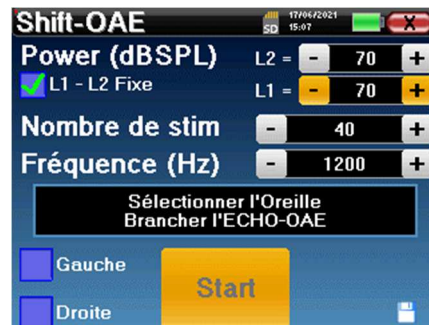 Shift-OAE SD 17/06/2021 15:07 X
Power (dBSPL) L2 = - 70 +
L1 - L2 Fixe L1 = - 70 +
Nombre de stim - 40 +
Fréquence (Hz) - 1200 +
Sélectionner l'Oreille
Brancher l'ECHO-OAE
Gauche
Start
Droite